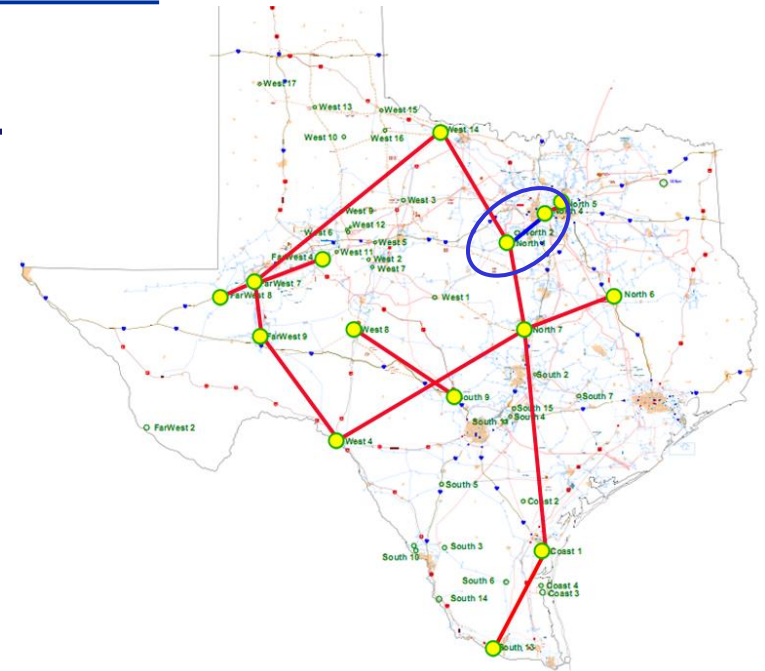 West 17
West 13
West 15
West 10
West 16
West 14
West 3
West 9
West 12
West 6
West 5
West 11
FarWest 4
West 2
West 7
FarWest 7
FarWest 8
West 1
North 5
North 4
North 2
North
North 6
West 8
North 7
FarWest 9
South 2
South 9
South 7
South 15
South 4
FarWest 2
West 4
South 5
Coast 2
South 3
South 10
Coast 1
South 6
Coast 4
Coast 3
South 14
South 13